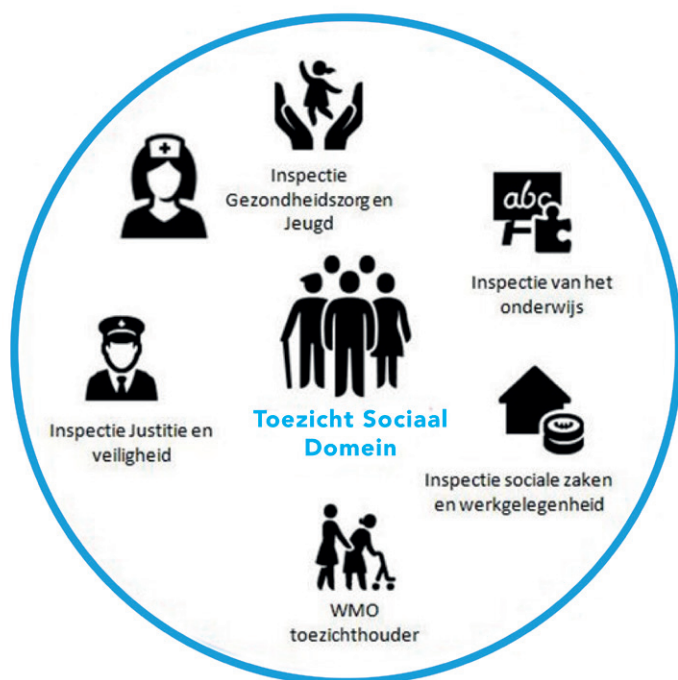 Inspectie
Gezondheidszorg en
Jeugd
abc
Inspectie van het
onderwijs
Toezicht Sociaal
Domein
Inspectie Justitie en
veiligheid
Inspectie sociale zaken
en werkgelegenheid
WMO
toezichthouder